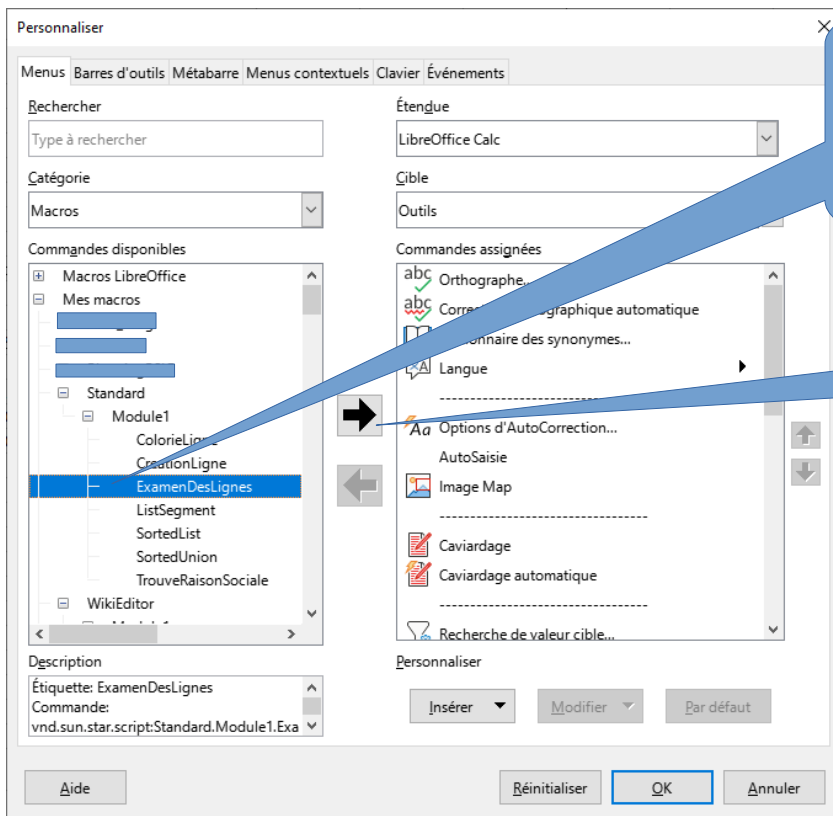 Personnaliser
Menus Barres d'outils Métabarre Menus contextuels Clavier Événements
Rechercher
Type à rechercher
Catégorie
Macros
Commandes disponibles
Macros LibreOffice
Mes macros
Standard
Module1
ColorieLigne
CreationLigne
ExamenDesLignes
ListSegment
SortedList
SortedUnion
TrouveRaisonSociale
WikiEditor
Description
Étiquette: ExamenDesLignes
Commande:
vnd.sun.star.script:Standard.Module1.Exa
Étendue
LibreOffice Calc
Cible
Outils
Commandes assignées
Orthographe...
automatique
des synonymes...
Langue
--------------------------------
Options d'AutoCorrection...
AutoSaisie
Image Map
--------------------------------
Caviardage
Caviardage automatique
--------------------------------
Recherche de valeur cible...
Personnaliser
Insérer Modifier Par défaut
Aide Réinitialiser OK Annuler